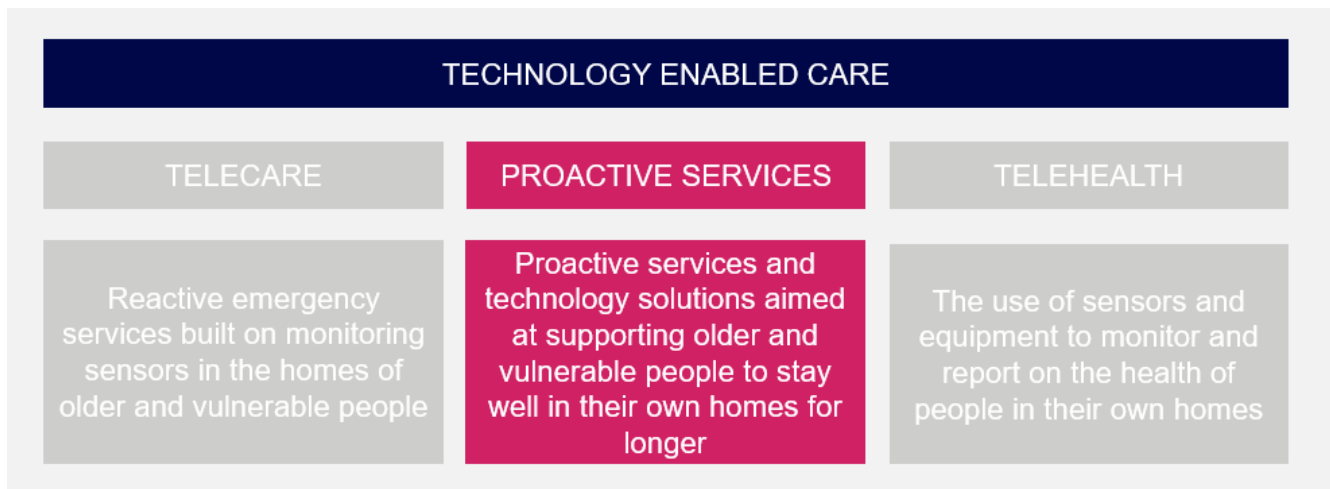 TECHNOLOGY ENABLED CARE
TELECARE
PROACTIVE SERVICES
TELEHEALTH
Reactive emergency
services built on monitoring
sensors in the homes of
older and vulnerable people
Proactive services and
technology solutions aimed
at supporting older and
vulnerable people to stay
well in their own homes for
longer
The use of sensors and
equipment to monitor and
report on the health of
people in their own homes